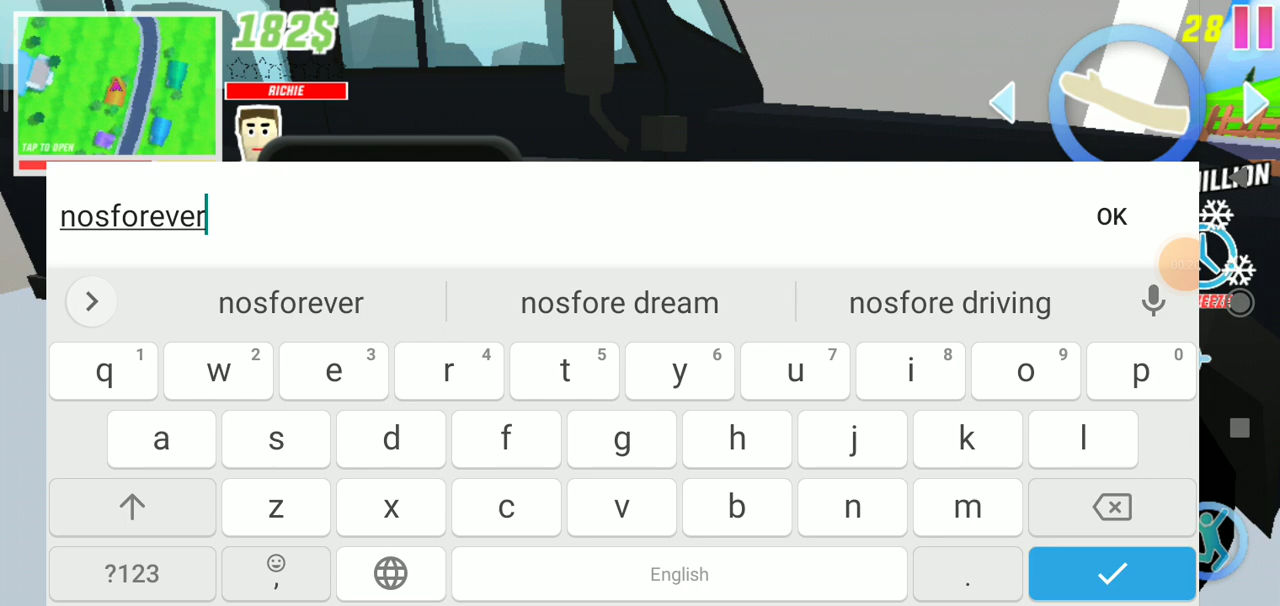 182$
28
RICHIE
TAP TO OPEN
ILLION
nosforever
OK
nosforever
nosfore dream
nosfore driving
q 1 w 2 e 3 r 4 t 5 y 6 u 7 i 8 o 9 p 0
a s d f g h j k l
z x c v b n m
?123 , English .